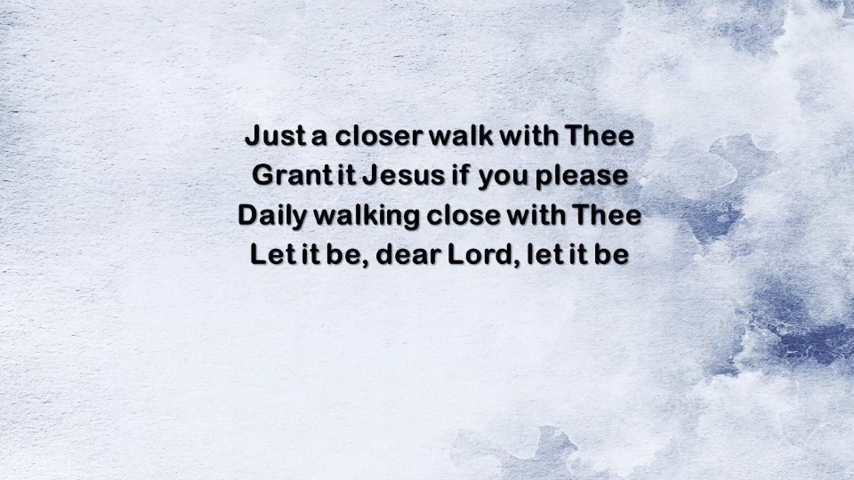 Just a closer walk with Thee
Grant it Jesus if you please
Daily walking close with Thee
Let it be, dear Lord, let it be